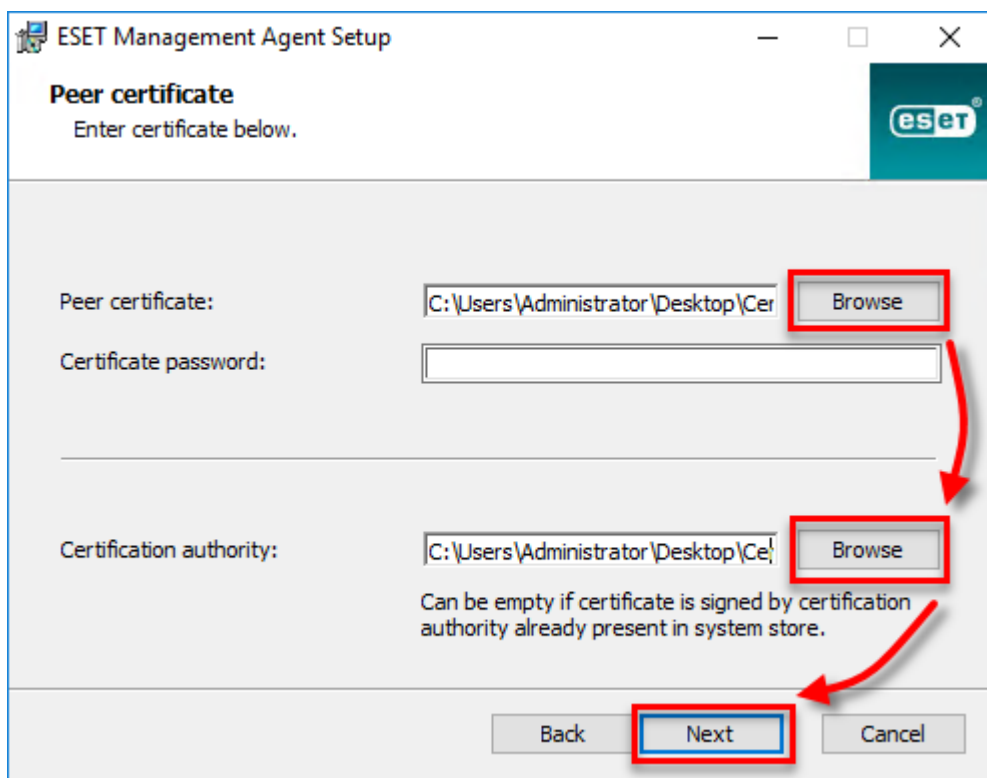 ESET Management Agent Setup
Peer certificate
Enter certificate below.
eset®
Peer certificate:
C:\Users\Administrator\Desktop\Cer
Browse
Certificate password:
Certification authority:
C:\Users\Administrator\Desktop\Ce
Browse
Can be empty if certificate is signed by certification
authority already present in system store.
Back
Next
Cancel